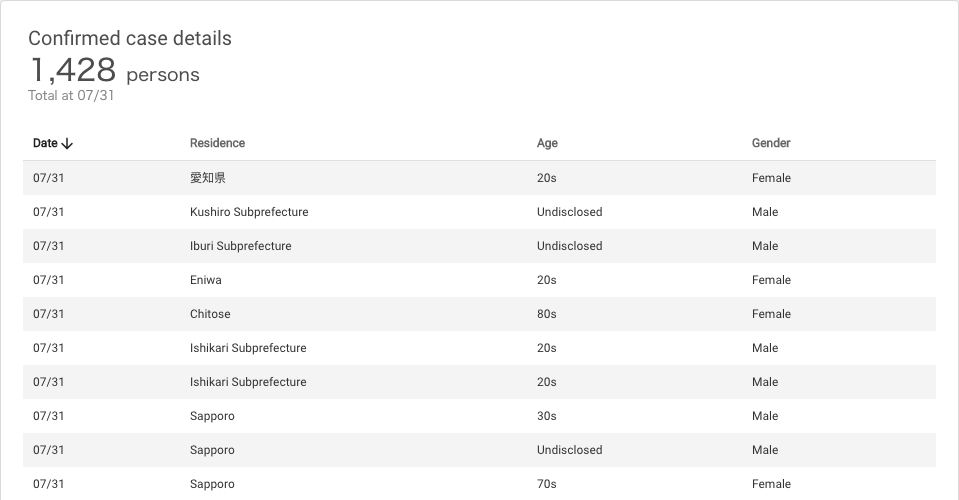 Confirmed case details
1,428 persons
Total at 07/31
Date Residence Age Gender
07/31 愛知県 20s Female
07/31 Kushiro Subprefecture Undisclosed Male
07/31 Iburi Subprefecture Undisclosed Male
07/31 Eniwa 20s Female
07/31 Chitose 80s Female
07/31 Ishikari Subprefecture 20s Male
07/31 Ishikari Subprefecture 20s Male
07/31 Sapporo 30s Male
07/31 Sapporo Undisclosed Male
07/31 Sapporo 70s Female